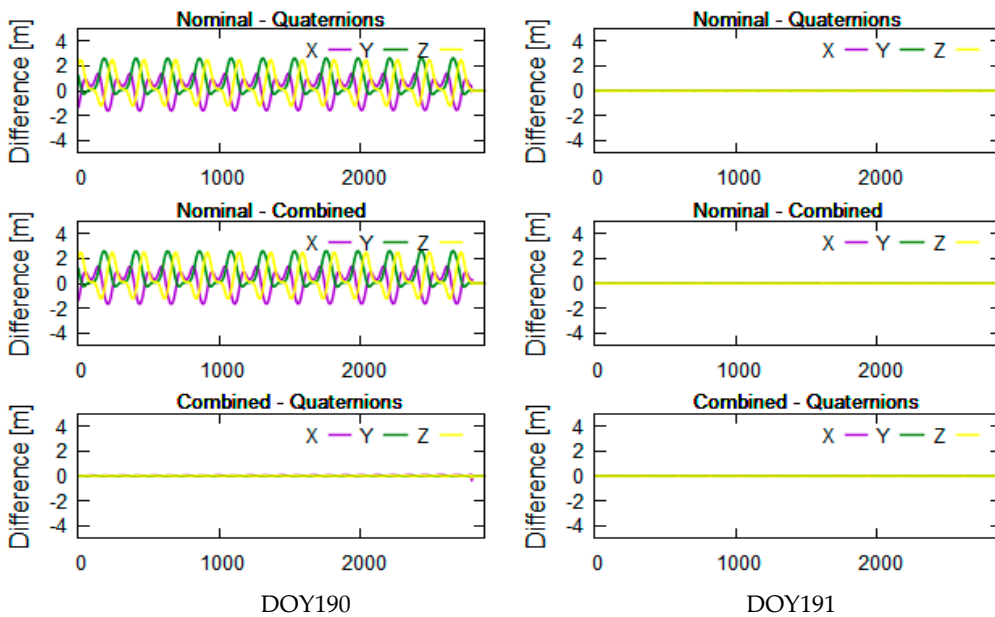 Nominal - Quaternions
Difference [m]
4
2
0
-2
-4
X Y Z
0 1000 2000
Nominal - Quaternions
Difference [m]
4
2
0
-2
-4
X Y Z
0 1000 2000
Nominal - Combined
Difference [m]
4
2
0
-2
-4
X Y Z
0 1000 2000
Nominal - Combined
Difference [m]
4
2
0
-2
-4
X Y Z
0 1000 2000
Combined - Quaternions
Difference [m]
4
2
0
-2
-4
X Y Z
0 1000 2000
Combined - Quaternions
Difference [m]
4
2
0
-2
-4
X Y Z
0 1000 2000
DOY190
DOY191